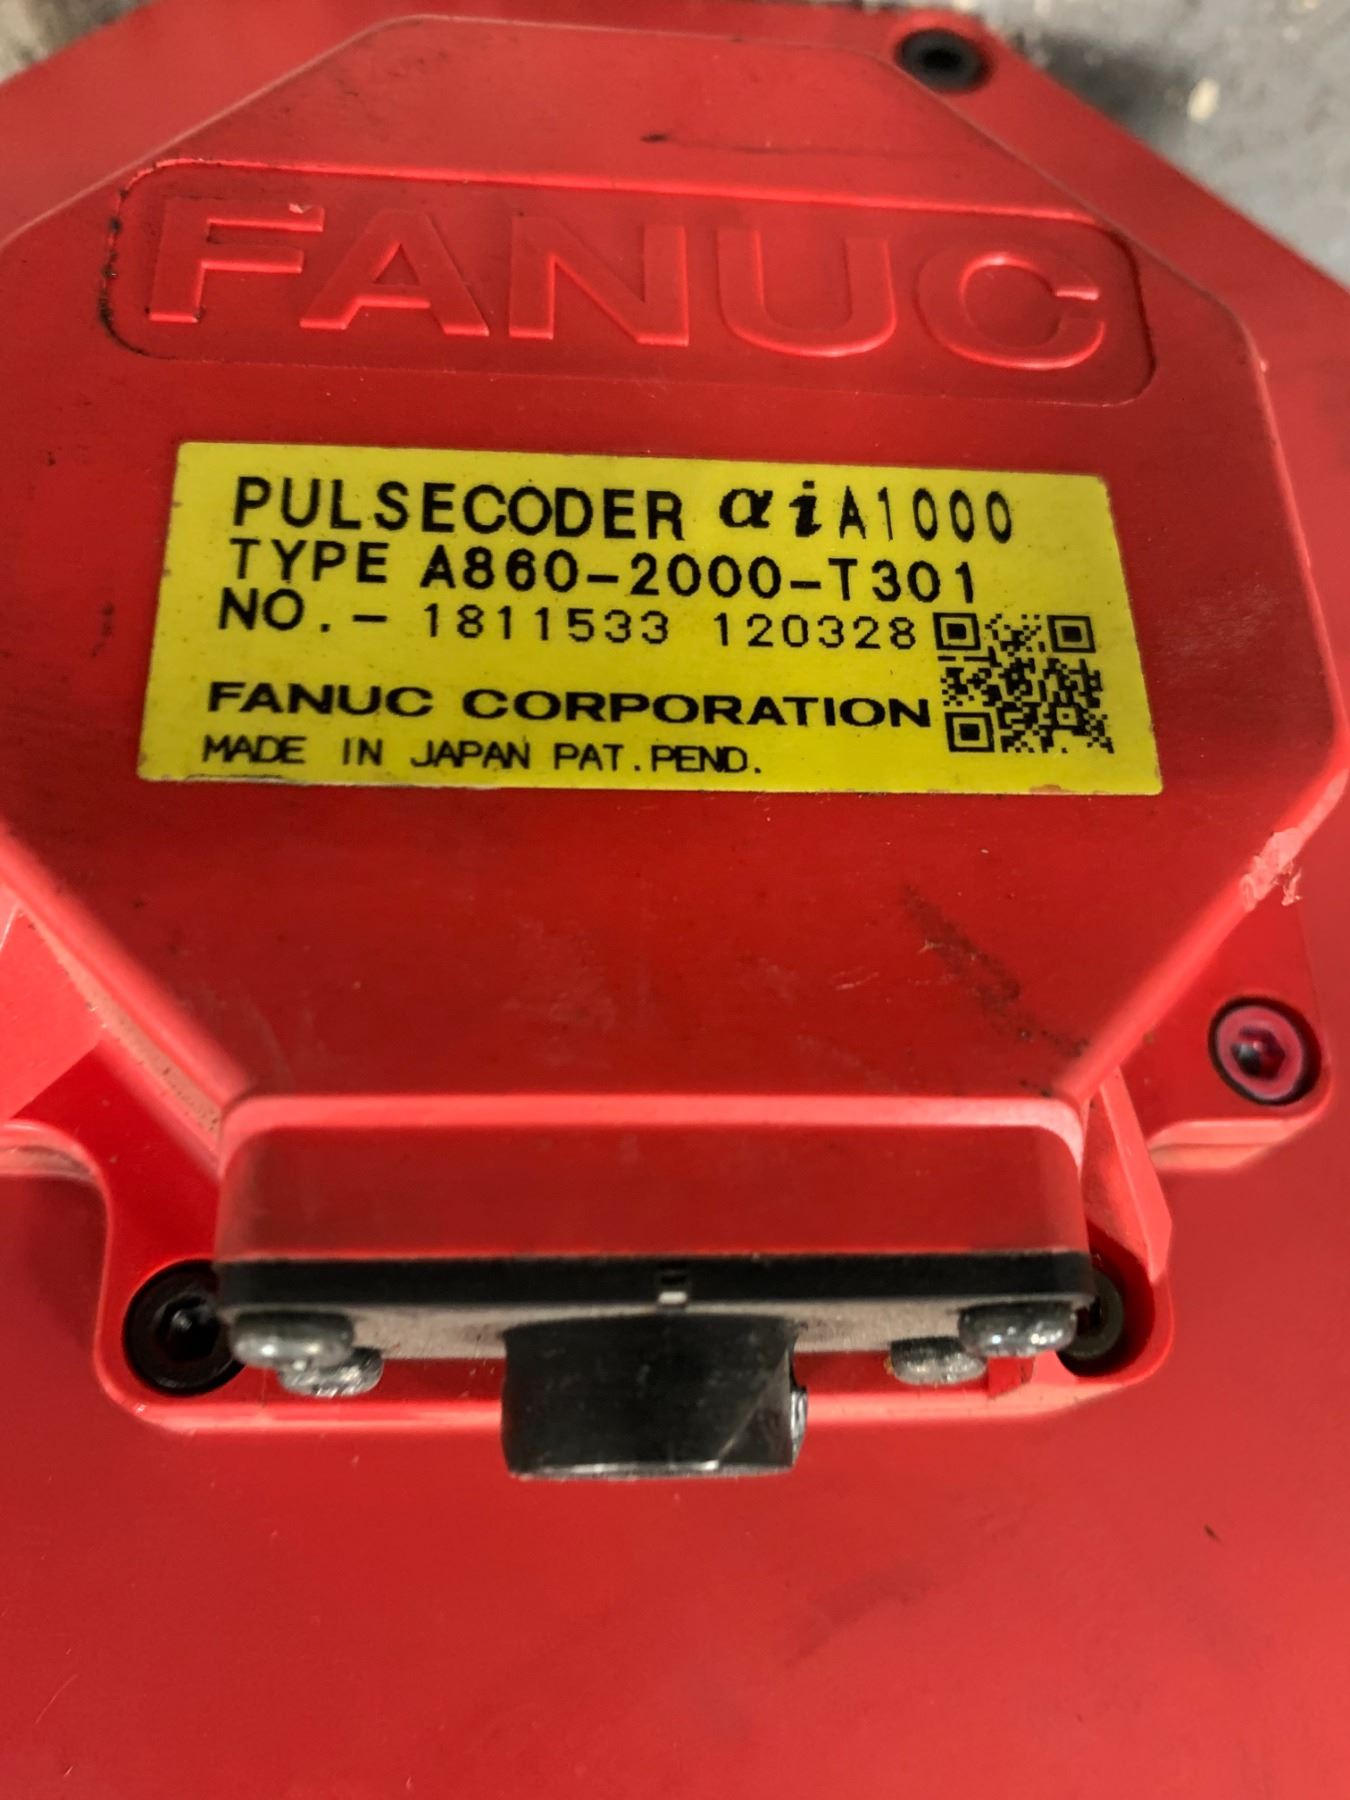 FANUC
PULSECODER αiA1000
TYPE A860-2000-T301
NO.- 1811533 120328
FANUC CORPORATION
MADE IN JAPAN PAT.PEND.